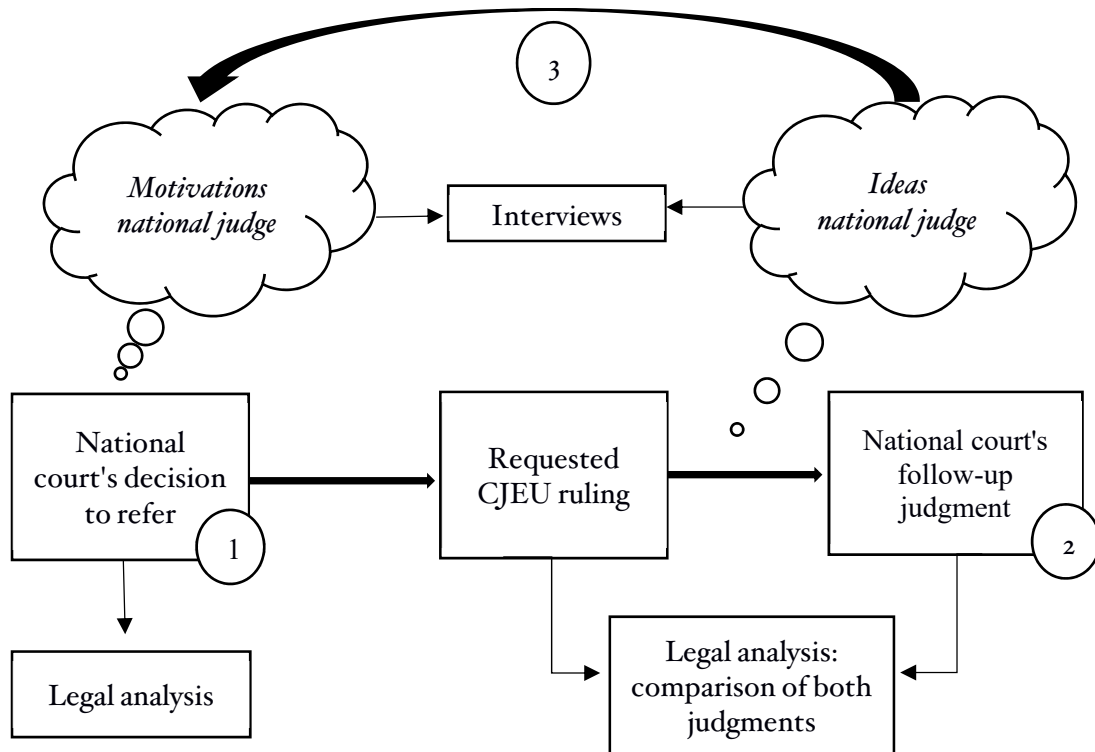 3
Motivations
national judge
Interviews
Ideas
national judge
National
court's decision
to refer
1
Requested
CJEU ruling
National court's
follow-up
judgment
2
Legal analysis
Legal analysis:
comparison of both
judgments